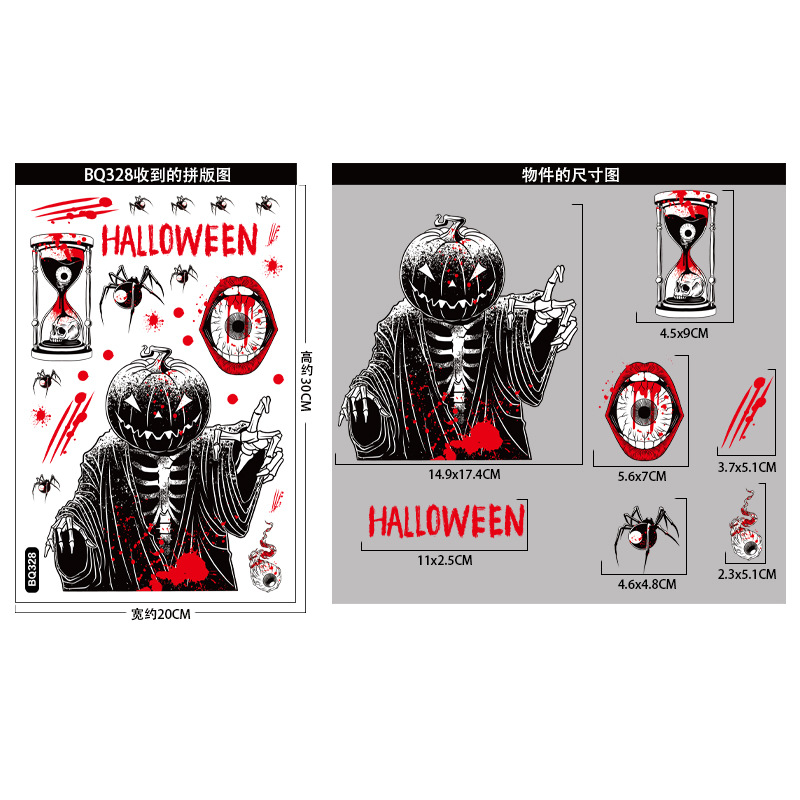 BQ328收到的拼版图
HALLOWEEN
BQ328
高约30CM
宽约20CM
物件的尺寸图
14.9x17.4CM
4.5x9CM
5.6x7CM
3.7x5.1CM
HALLOWEEN
11x2.5CM
4.6x4.8CM
2.3x5.1CM